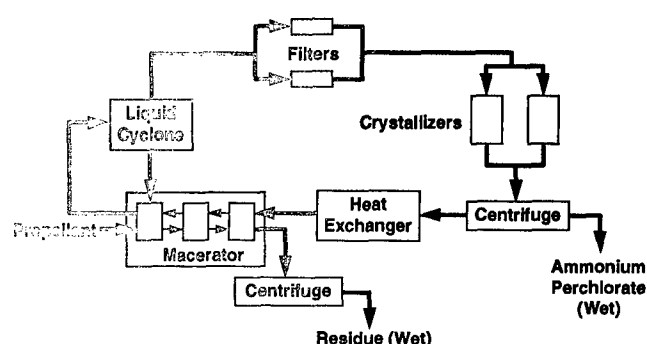 Filters
Liquid
Cyclone
Crystallizers
Propellant
Macerator
Heat
Exchanger
Centrifuge
Centrifuge
Ammonium
Perchlorate
(Wet)
Residue (Wet)